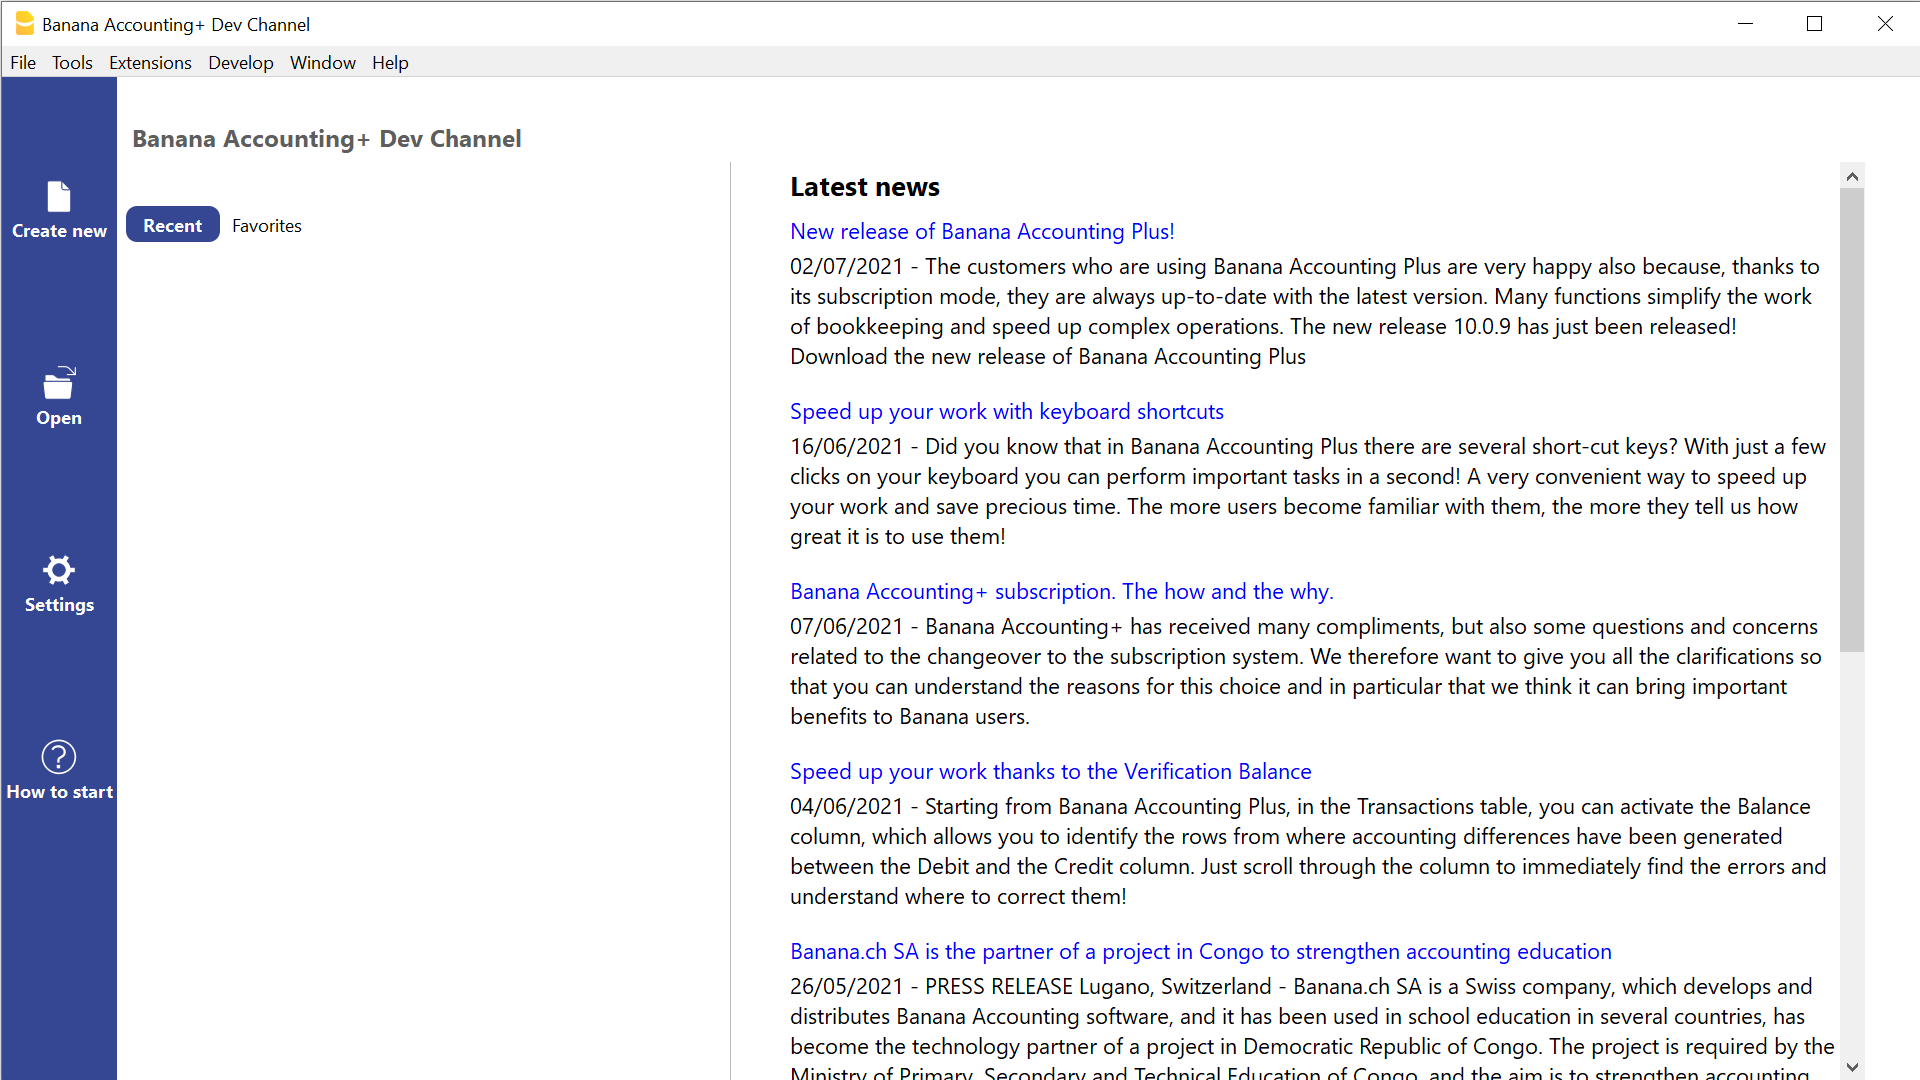 Banana Accounting+ Dev Channel
File Tools Extensions Develop Window Help
Create new
Open
Settings
How to start
Banana Accounting+ Dev Channel
Recent Favorites
Latest news
New release of Banana Accounting Plus!
02/07/2021 - The customers who are using Banana Accounting Plus are very happy also because, thanks to
its subscription mode, they are always up-to-date with the latest version. Many functions simplify the work
of bookkeeping and speed up complex operations. The new release 10.0.9 has just been released!
Download the new release of Banana Accounting Plus
Speed up your work with keyboard shortcuts
16/06/2021 - Did you know that in Banana Accounting Plus there are several short-cut keys? With just a few
clicks on your keyboard you can perform important tasks in a second! A very convenient way to speed up
your work and save precious time. The more users become familiar with them, the more they tell us how
great it is to use them!
Banana Accounting+ subscription. The how and the why.
07/06/2021 - Banana Accounting+ has received many compliments, but also some questions and concerns
related to the changeover to the subscription system. We therefore want to give you all the clarifications so
that you can understand the reasons for this choice and in particular that we think it can bring important
benefits to Banana users.
Speed up your work thanks to the Verification Balance
04/06/2021 - Starting from Banana Accounting Plus, in the Transactions table, you can activate the Balance
column, which allows you to identify the rows from where accounting differences have been generated
between the Debit and the Credit column. Just scroll through the column to immediately find the errors and
understand where to correct them!
Banana.ch SA is the partner of a project in Congo to strengthen accounting education
26/05/2021 - PRESS RELEASE Lugano, Switzerland - Banana.ch SA is a Swiss company, which develops and
distributes Banana Accounting software, and it has been used in school education in several countries, has
become the technology partner of a project in Democratic Republic of Congo. The project is required by the
Ministry of Primary, Secondary and Technical Education of Congo, and the aim is to strengthen accounting